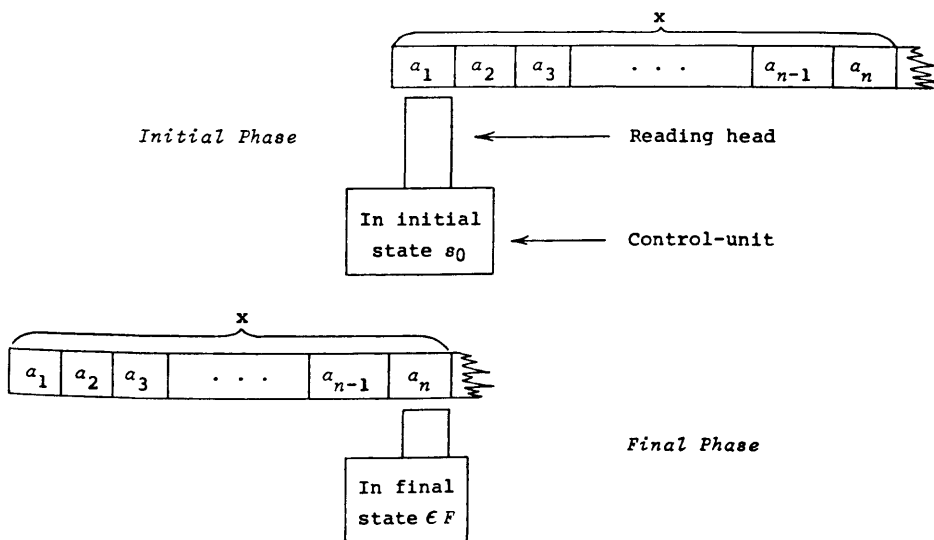 x
a₁ a₂ a₃ . . . aₙ₋₁ aₙ
Initial Phase
Reading head
In initial
state s₀
Control-unit
x
a₁ a₂ a₃ . . . aₙ₋₁ aₙ
Final Phase
In final
state ϵ F